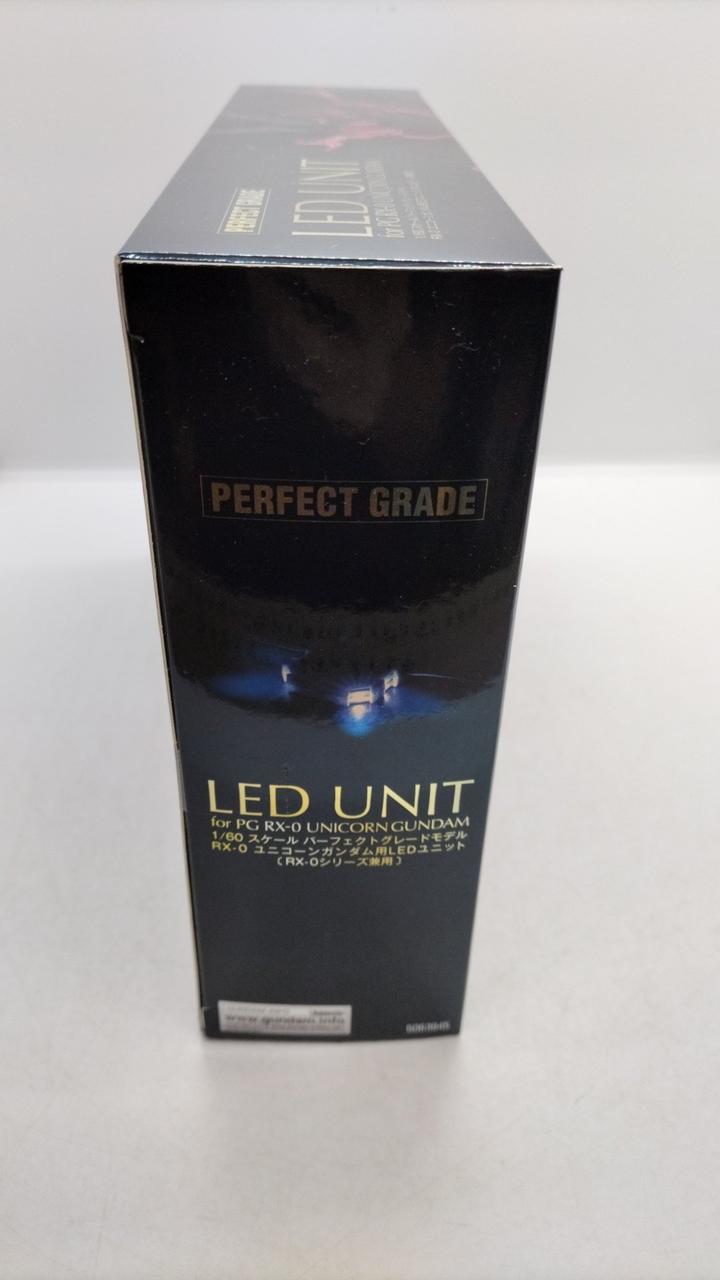 PERFECT GRADE
LED UNIT
for PG RX-0 UNICORN GUNDAM
PERFECT GRADE
LED UNIT
for PG RX-0 UNICORN GUNDAM
1/60 スケール パーフェクトグレードモデル
RX-0 ユニコーンガンダム用LEDユニット
〔RX-0シリーズ兼用〕
www.gundam.info